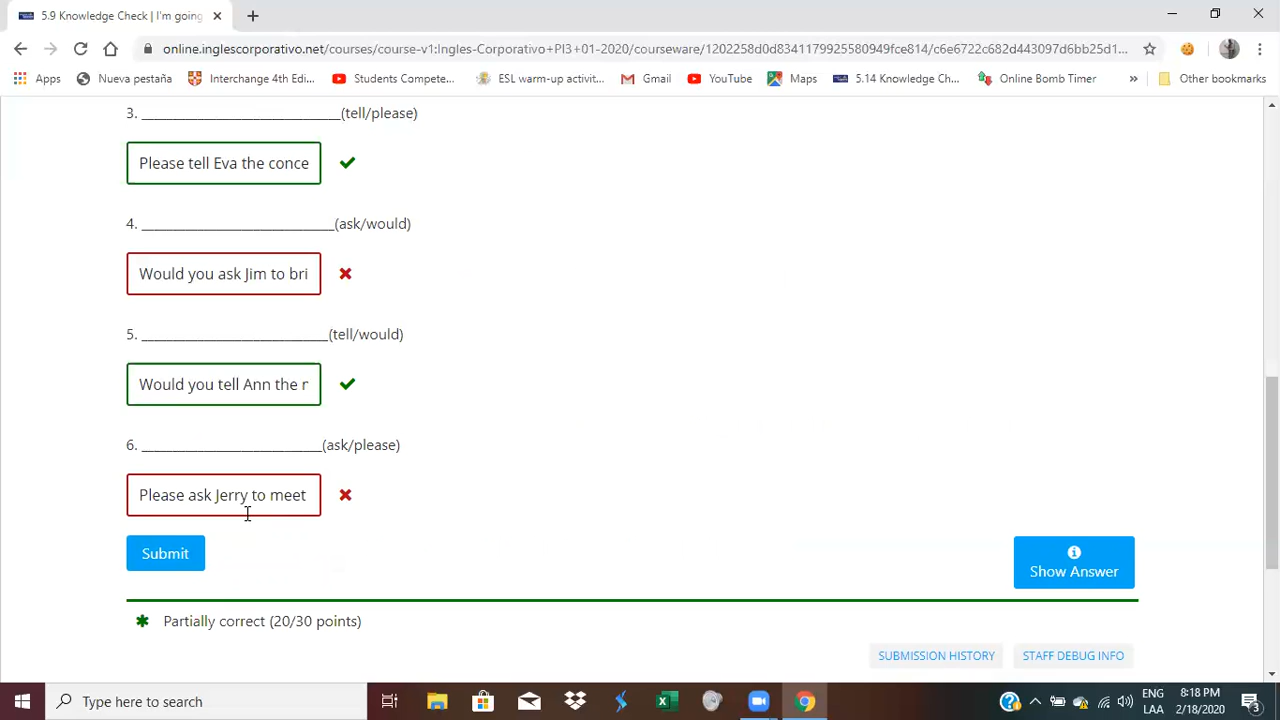 5.9 Knowledge Check | I'm going
online.inglescorporativo.net/courses/course-v1:Ingles-Corporativo+PI3+01-2020/courseware/1202258d0d8341179925580949fce814/c6e6722c682d443097d6bb25d1...
Apps
Nueva pestaña
Interchange 4th Edi...
Students Compete...
ESL warm-up activit...
Gmail
YouTube
Maps
5.14 Knowledge Ch...
Online Bomb Timer
»
Other bookmarks
3. ________________________(tell/please)
Please tell Eva the conce
4. ________________________(ask/would)
Would you ask Jim to bri
5. ________________________(tell/would)
Would you tell Ann the r
6. ________________________(ask/please)
Please ask Jerry to meet
Submit
Show Answer
Partially correct (20/30 points)
SUBMISSION HISTORY
STAFF DEBUG INFO
Type here to search
ENG
LAA
8:18 PM
2/18/2020
3